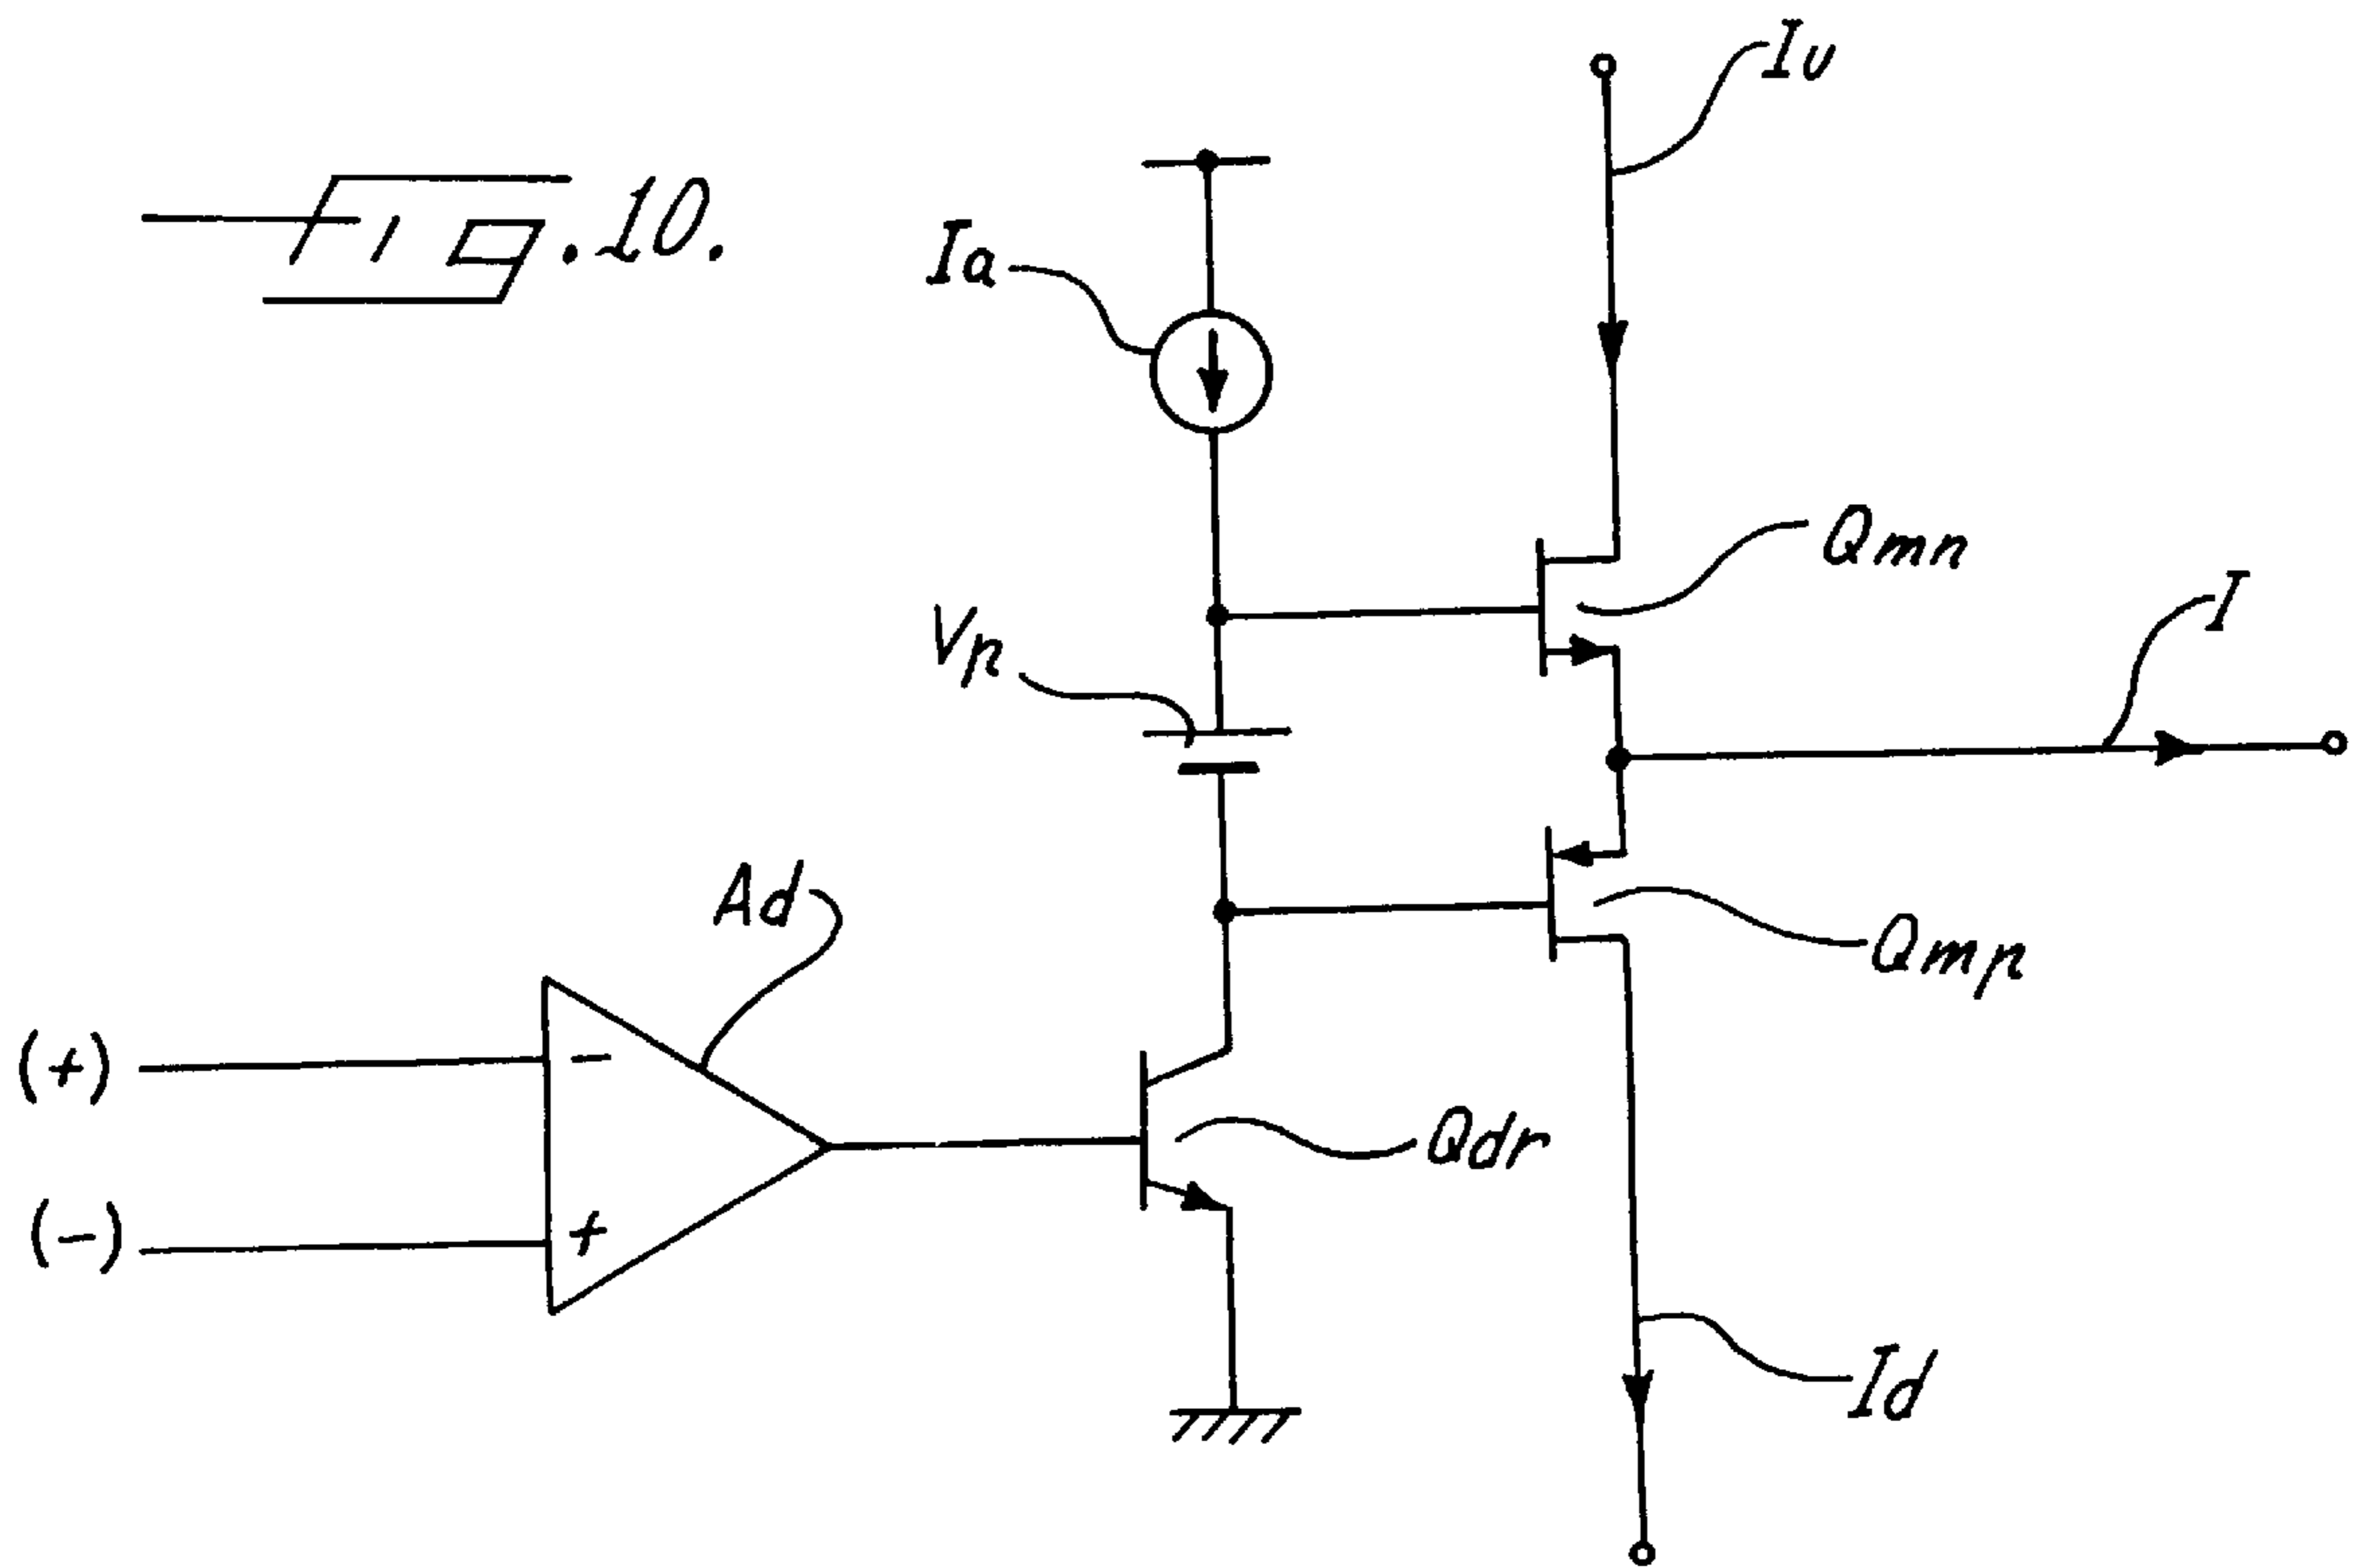 Fig. 10.
Iu
Ia
Qmn
I
Vp
Ad
Qmp
(+)
−
Qdr
(−)
+
Id